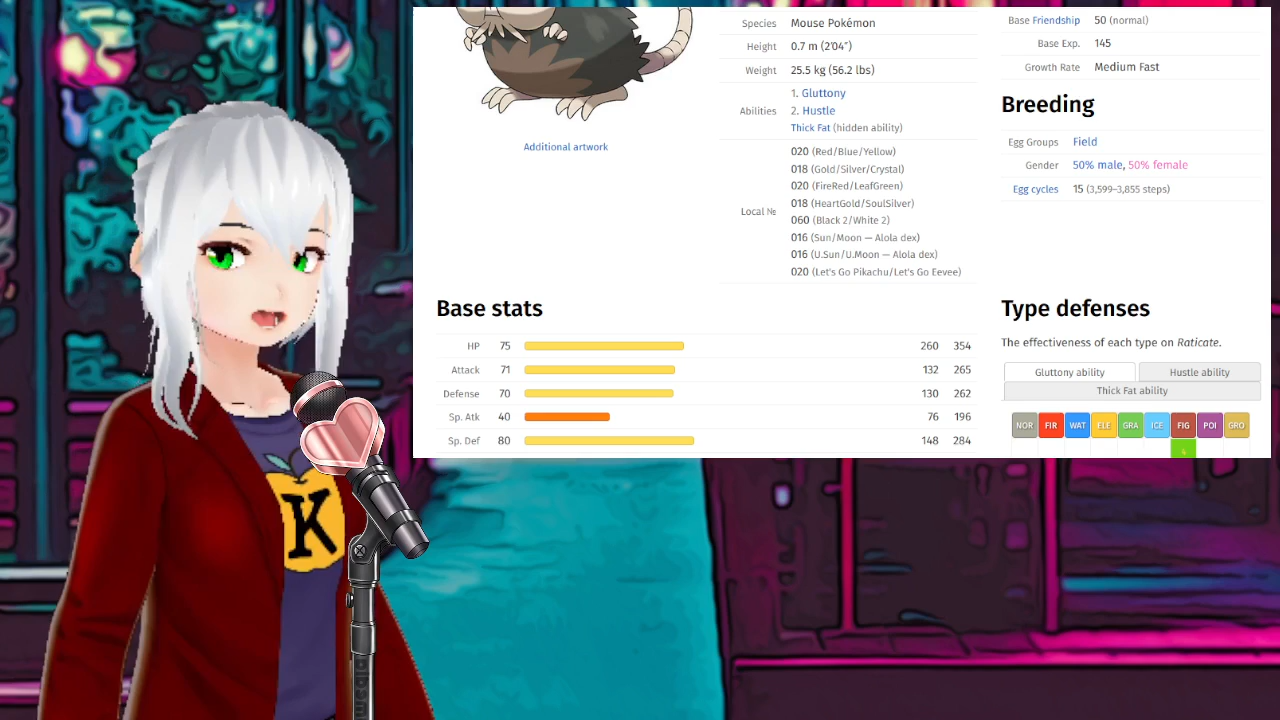 Species Mouse Pokémon
Height 0.7 m (2′04″)
Weight 25.5 kg (56.2 lbs)
Abilities
1. Gluttony
2. Hustle
Thick Fat (hidden ability)
Local №
020 (Red/Blue/Yellow)
018 (Gold/Silver/Crystal)
020 (FireRed/LeafGreen)
018 (HeartGold/SoulSilver)
060 (Black 2/White 2)
016 (Sun/Moon — Alola dex)
016 (U.Sun/U.Moon — Alola dex)
020 (Let's Go Pikachu/Let's Go Eevee)
Additional artwork
Base Friendship 50 (normal)
Base Exp. 145
Growth Rate Medium Fast
Breeding
Egg Groups Field
Gender 50% male, 50% female
Egg cycles 15 (3,599–3,855 steps)
Base stats
HP 75 260 354
Attack 71 132 265
Defense 70 130 262
Sp. Atk 40 76 196
Sp. Def 80 148 284
Type defenses
The effectiveness of each type on Raticate.
Gluttony ability Hustle ability
Thick Fat ability
NOR FIR WAT ELE GRA ICE FIG POI GRO
K